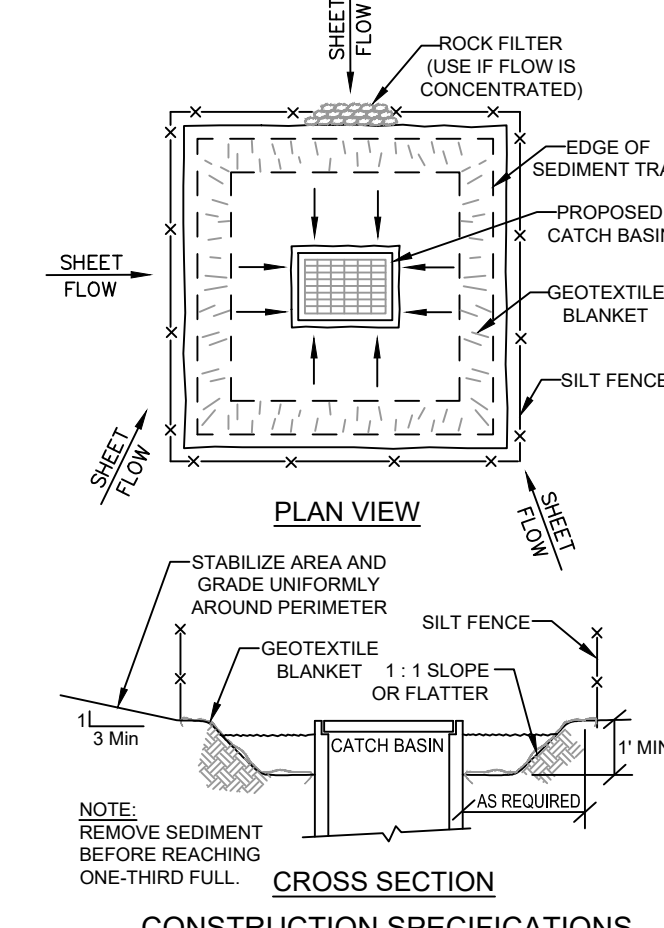 SHEET
FLOW
ROCK FILTER
(USE IF FLOW IS
CONCENTRATED)
EDGE OF
SEDIMENT TRA
PROPOSED
CATCH BASIN
SHEET
FLOW
GEOTEXTILE
BLANKET
SILT FENCE
SHEET
FLOW
SHEET
FLOW
PLAN VIEW
STABILIZE AREA AND
GRADE UNIFORMLY
AROUND PERIMETER
SILT FENCE
GEOTEXTILE
BLANKET
1 : 1 SLOPE
OR FLATTER
1
3 Min
CATCH BASIN
1' MIN
AS REQUIRED
NOTE:
REMOVE SEDIMENT
BEFORE REACHING
ONE-THIRD FULL.
CROSS SECTION
CONSTRUCTION SPECIFICATIONS